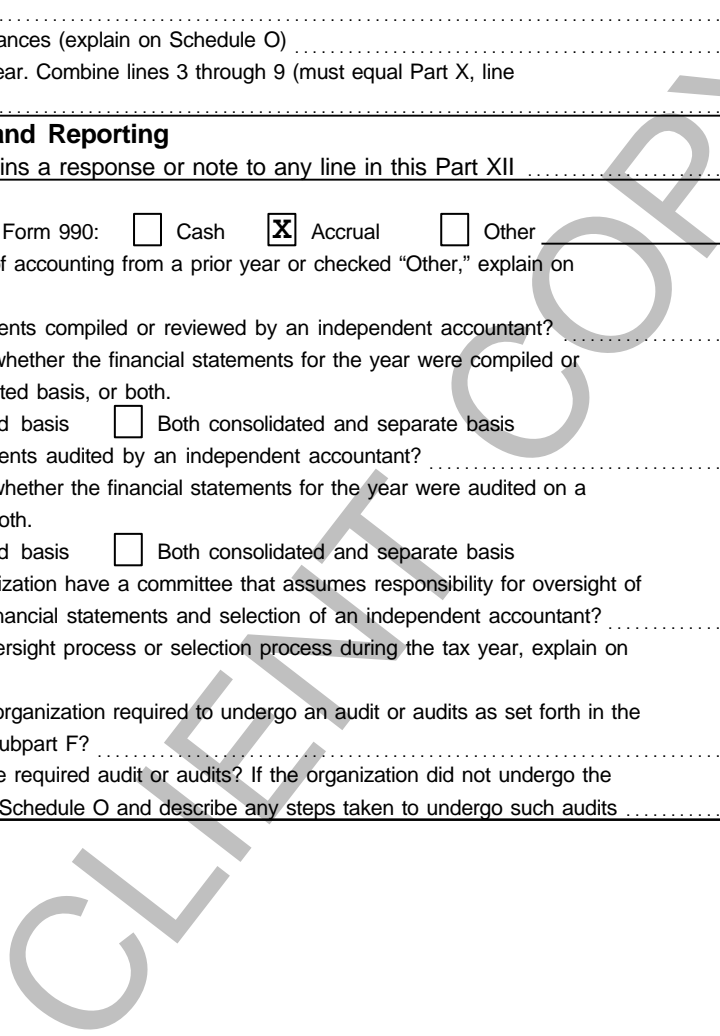 ances (explain on Schedule O)
ear. Combine lines 3 through 9 (must equal Part X, line
and Reporting
ins a response or note to any line in this Part XII
Form 990: Cash X Accrual Other
f accounting from a prior year or checked “Other,” explain on
ents compiled or reviewed by an independent accountant?
whether the financial statements for the year were compiled or
ted basis, or both.
d basis Both consolidated and separate basis
ents audited by an independent accountant?
whether the financial statements for the year were audited on a
oth.
d basis Both consolidated and separate basis
ization have a committee that assumes responsibility for oversight of
nancial statements and selection of an independent accountant?
ersight process or selection process during the tax year, explain on
organization required to undergo an audit or audits as set forth in the
ubpart F?
e required audit or audits? If the organization did not undergo the
Schedule O and describe any steps taken to undergo such audits
CLIENT COPY